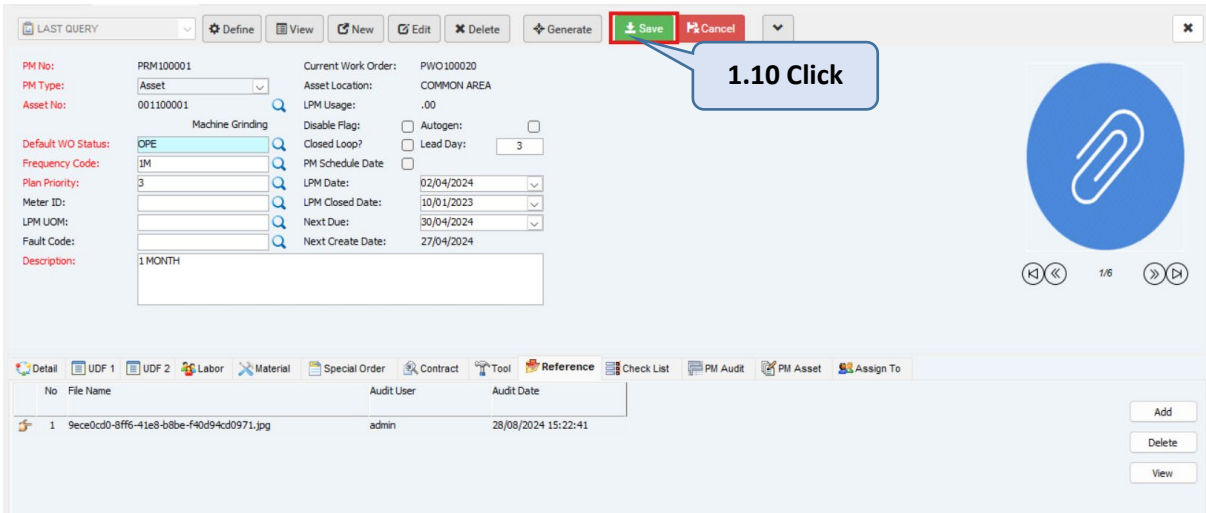 LAST QUERY Define View New Edit Delete Generate Save Cancel
1.10 Click
PM No: PRM100001 Current Work Order: PWO100020
PM Type: Asset Asset Location: COMMON AREA
Asset No: 001100001 LPM Usage: .00
Machine Grinding Disable Flag: Autogen:
Default WO Status: OPE Closed Loop? Lead Day: 3
Frequency Code: 1M PM Schedule Date
Plan Priority: 3 LPM Date: 02/04/2024
Meter ID: LPM Closed Date: 10/01/2023
LPM UOM: Next Due: 30/04/2024
Fault Code: Next Create Date: 27/04/2024
Description: 1 MONTH
1/6
Detail UDF 1 UDF 2 Labor Material Special Order Contract Tool Reference Check List PM Audit PM Asset Assign To
No File Name Audit User Audit Date
1 9ece0cd0-8ff6-41e8-b8be-f40d94cd0971.jpg admin 28/08/2024 15:22:41
Add
Delete
View